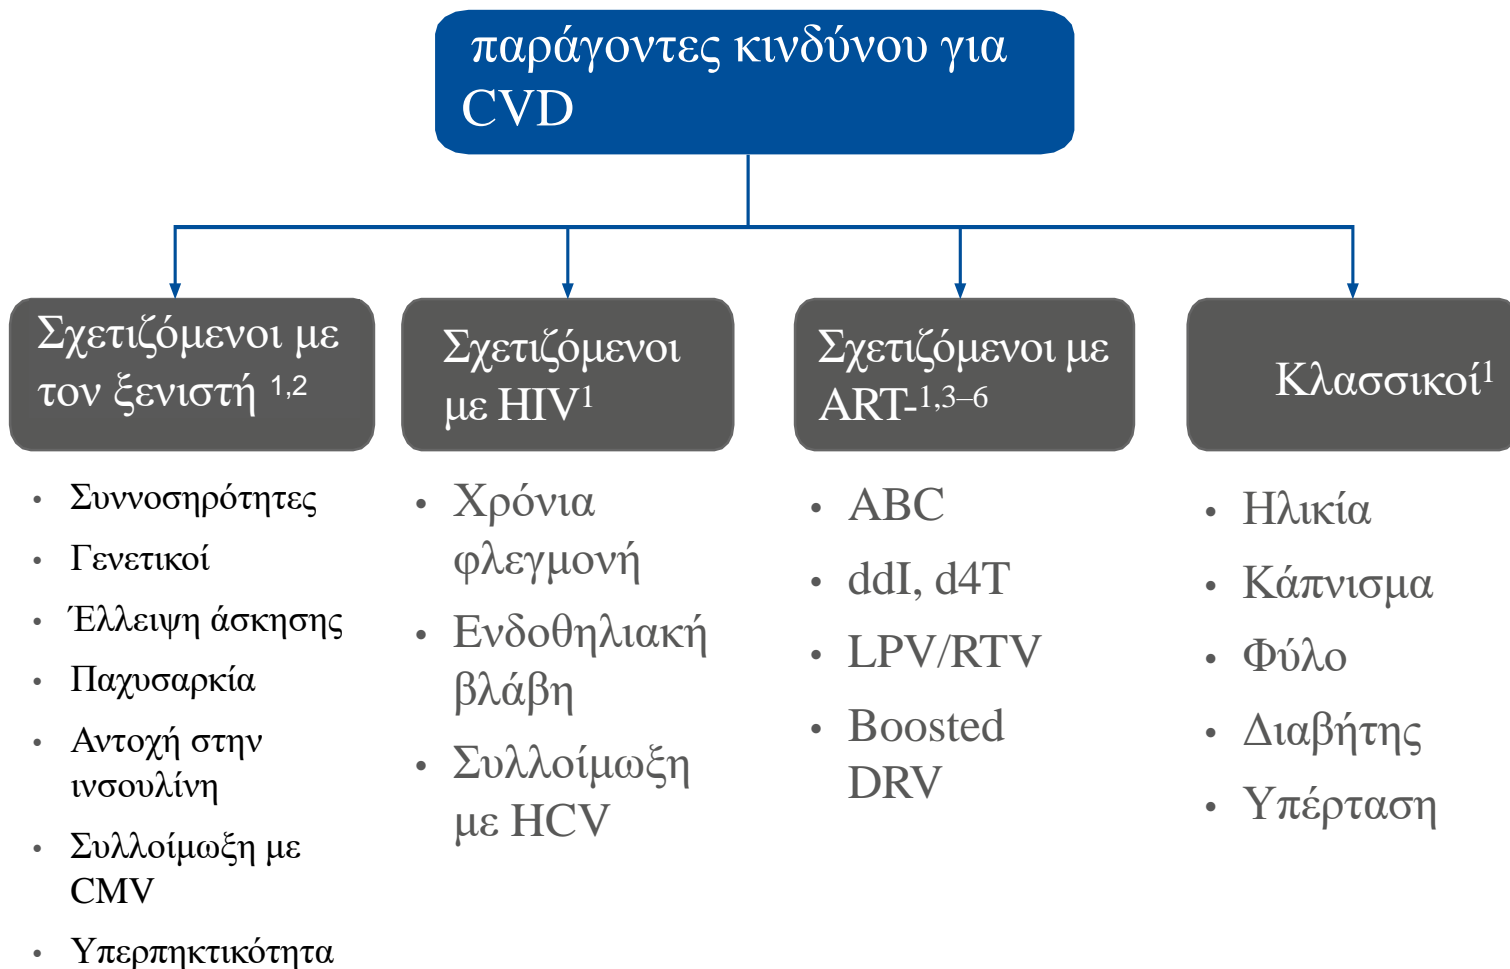 παράγοντες κινδύνου για
CVD
Σχετιζόμενοι με
τον ξενιστή 1,2
• Συννοσηρότητες
• Γενετικοί
• Έλλειψη άσκησης
• Παχυσαρκία
• Αντοχή στην
ινσουλίνη
• Συλλοίμωξη με
CMV
• Υπερπηκτικότητα
Σχετιζόμενοι
με HIV1
• Χρόνια
φλεγμονή
• Ενδοθηλιακή
βλάβη
• Συλλοίμωξη
με HCV
Σχετιζόμενοι με
ART-1,3–6
• ABC
• ddI, d4T
• LPV/RTV
• Boosted
DRV
Κλασσικοί1
• Ηλικία
• Κάπνισμα
• Φύλο
• Διαβήτης
• Υπέρταση